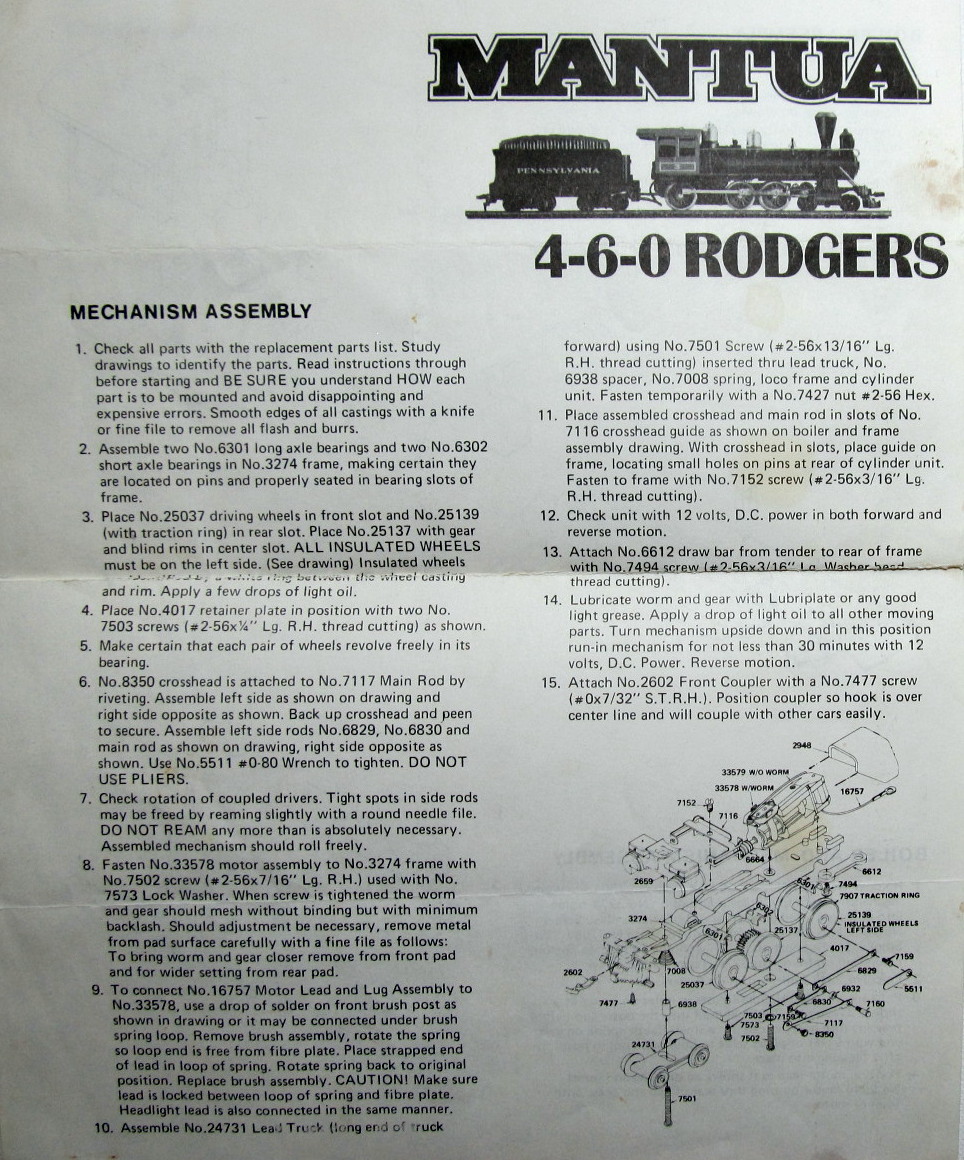 MANTUA
PENNSYLVANIA
4-6-0 RODGERS
MECHANISM ASSEMBLY
1. Check all parts with the replacement parts list. Study
drawings to identify the parts. Read instructions through
before starting and BE SURE you understand HOW each
part is to be mounted and avoid disappointing and
expensive errors. Smooth edges of all castings with a knife
or fine file to remove all flash and burrs.
2. Assemble two No.6301 long axle bearings and two No.6302
short axle bearings in No.3274 frame, making certain they
are located on pins and properly seated in bearing slots of
frame.
3. Place No.25037 driving wheels in front slot and No.25139
(with traction ring) in rear slot. Place No.25137 with gear
and blind rims in center slot. ALL INSULATED WHEELS
must be on the left side. (See drawing) Insulated wheels
ring between the wheel casting
and rim. Apply a few drops of light oil.
4. Place No.4017 retainer plate in position with two No.
7503 screws (#2-56x¼" Lg. R.H. thread cutting) as shown.
5. Make certain that each pair of wheels revolve freely in its
bearing.
6. No.8350 crosshead is attached to No.7117 Main Rod by
riveting. Assemble left side as shown on drawing and
right side opposite as shown. Back up crosshead and peen
to secure. Assemble left side rods No.6829, No.6830 and
main rod as shown on drawing, right side opposite as
shown. Use No.5511 #0-80 Wrench to tighten. DO NOT
USE PLIERS.
7. Check rotation of coupled drivers. Tight spots in side rods
may be freed by reaming slightly with a round needle file.
DO NOT REAM any more than is absolutely necessary.
Assembled mechanism should roll freely.
8. Fasten No.33578 motor assembly to No.3274 frame with
No.7502 screw (#2-56x7/16" Lg. R.H.) used with No.
7573 Lock Washer. When screw is tightened the worm
and gear should mesh without binding but with minimum
backlash. Should adjustment be necessary, remove metal
from pad surface carefully with a fine file as follows:
To bring worm and gear closer remove from front pad
and for wider setting from rear pad.
9. To connect No.16757 Motor Lead and Lug Assembly to
No.33578, use a drop of solder on front brush post as
shown in drawing or it may be connected under brush
spring loop. Remove brush assembly, rotate the spring
so loop end is free from fibre plate. Place strapped end
of lead in loop of spring. Rotate spring back to original
position. Replace brush assembly. CAUTION! Make sure
lead is locked between loop of spring and fibre plate.
Headlight lead is also connected in the same manner.
10. Assemble No.24731 Lead Truck (long end of truck
forward) using No.7501 Screw (#2-56x13/16" Lg.
R.H. thread cutting) inserted thru lead truck, No.
6938 spacer, No.7008 spring, loco frame and cylinder
unit. Fasten temporarily with a No.7427 nut #2-56 Hex.
11. Place assembled crosshead and main rod in slots of No.
7116 crosshead guide as shown on boiler and frame
assembly drawing. With crosshead in slots, place guide on
frame, locating small holes on pins at rear of cylinder unit.
Fasten to frame with No.7152 screw (#2-56x3/16" Lg.
R.H. thread cutting).
12. Check unit with 12 volts, D.C. power in both forward and
reverse motion.
13. Attach No.6612 draw bar from tender to rear of frame
with No.7494 screw (#2-56x3/16" Lg. Washer head
thread cutting).
14. Lubricate worm and gear with Lubriplate or any good
light grease. Apply a drop of light oil to all other moving
parts. Turn mechanism upside down and in this position
run-in mechanism for not less than 30 minutes with 12
volts, D.C. Power. Reverse motion.
15. Attach No.2602 Front Coupler with a No.7477 screw
(#0x7/32" S.T.R.H.). Position coupler so hook is over
center line and will couple with other cars easily.
2948
33579 W/O WORM
33578 W/WORM
16757
7152
7116
6664
2659
6612
7494
6301
7907 TRACTION RING
6302
25139
INSULATED WHEELS
LEFT SIDE
3274
6301
25137
4017
7159
2602
7008
6829
25037
6932
5511
7477
6938
6830
7160
7503
7159
7117
7573
8350
7502
24731
7501